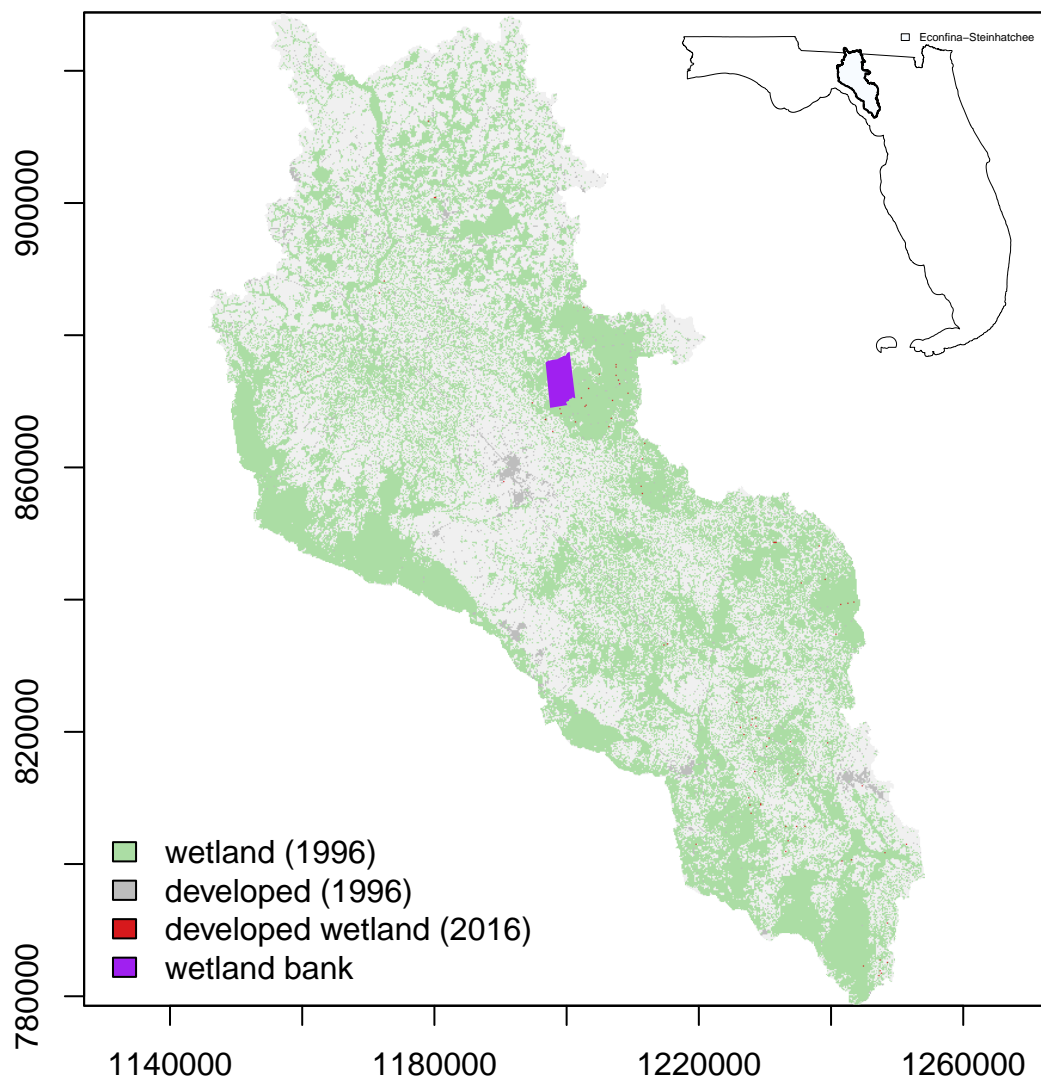 Econfina−Steinhatchee
900000
860000
820000
780000
wetland (1996)
developed (1996)
developed wetland (2016)
wetland bank
1140000
1180000
1220000
1260000